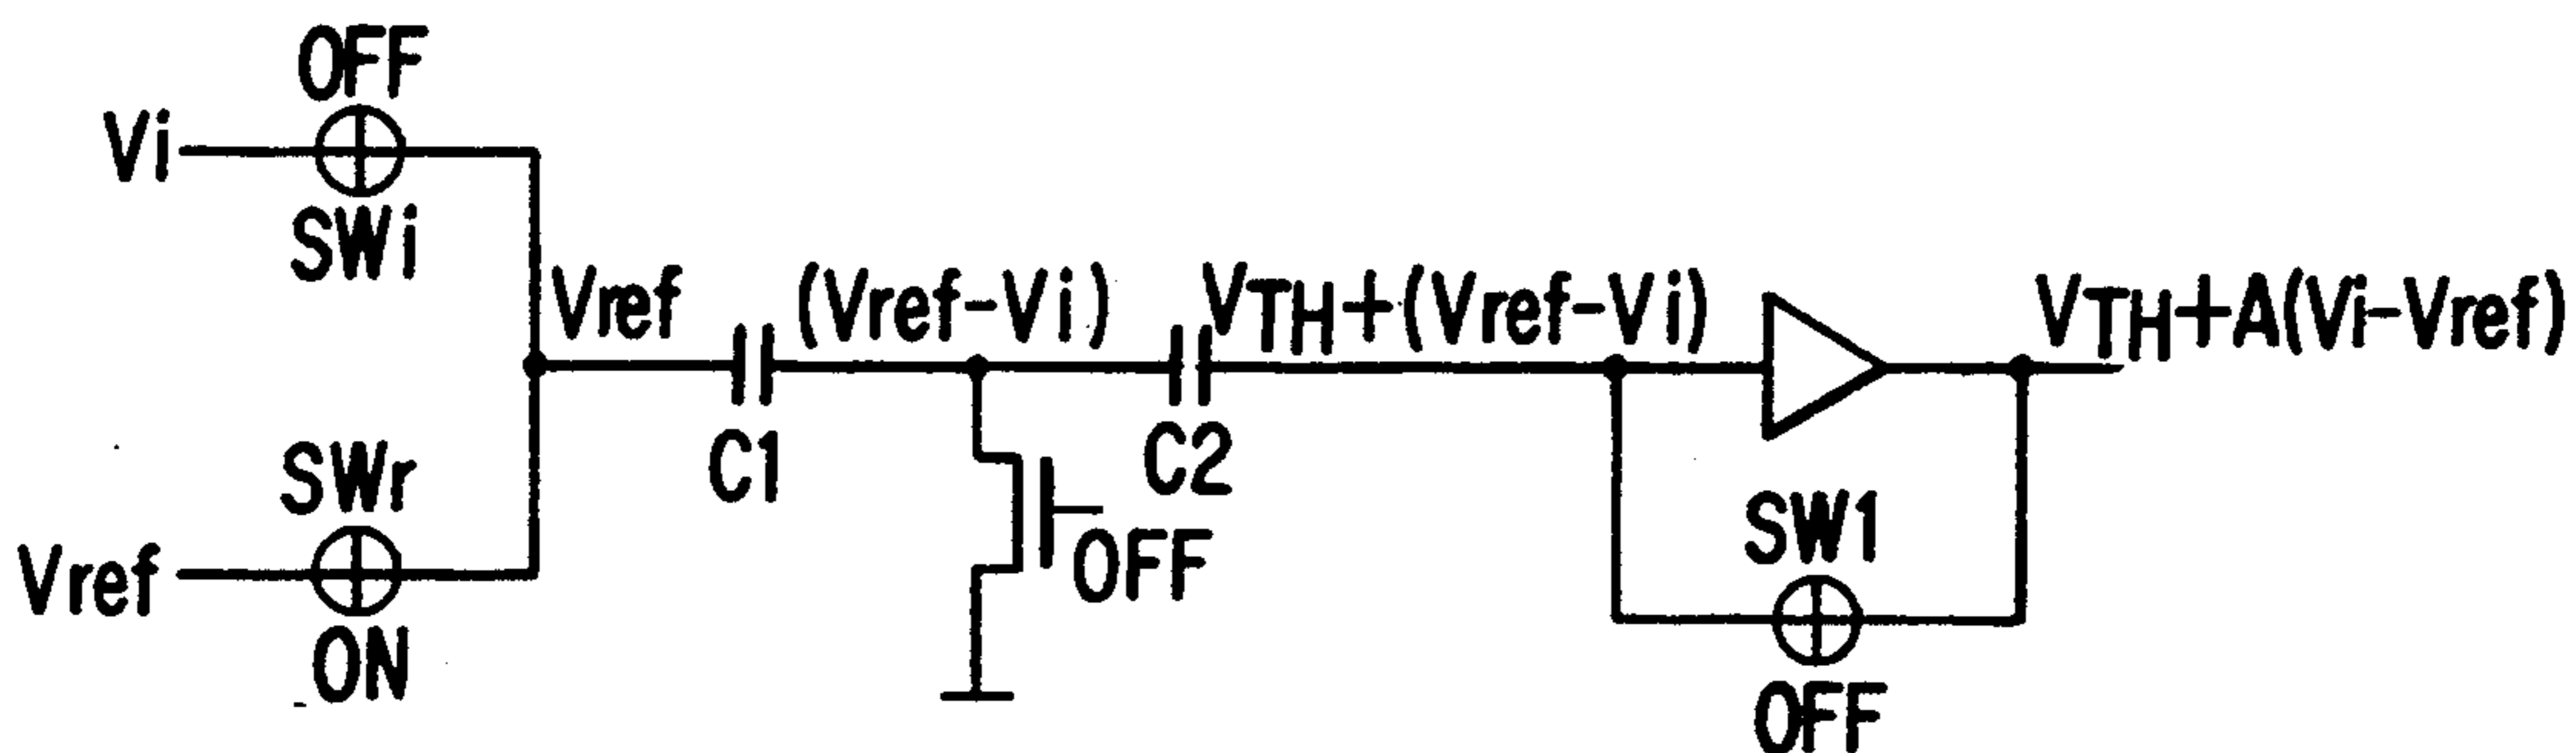 OFF
Vi
SWi
Vref
(Vref-Vi)
VTH+(Vref-Vi)
VTH+A(Vi-Vref)
C1
C2
SWr
Vref
ON
OFF
SW1
OFF